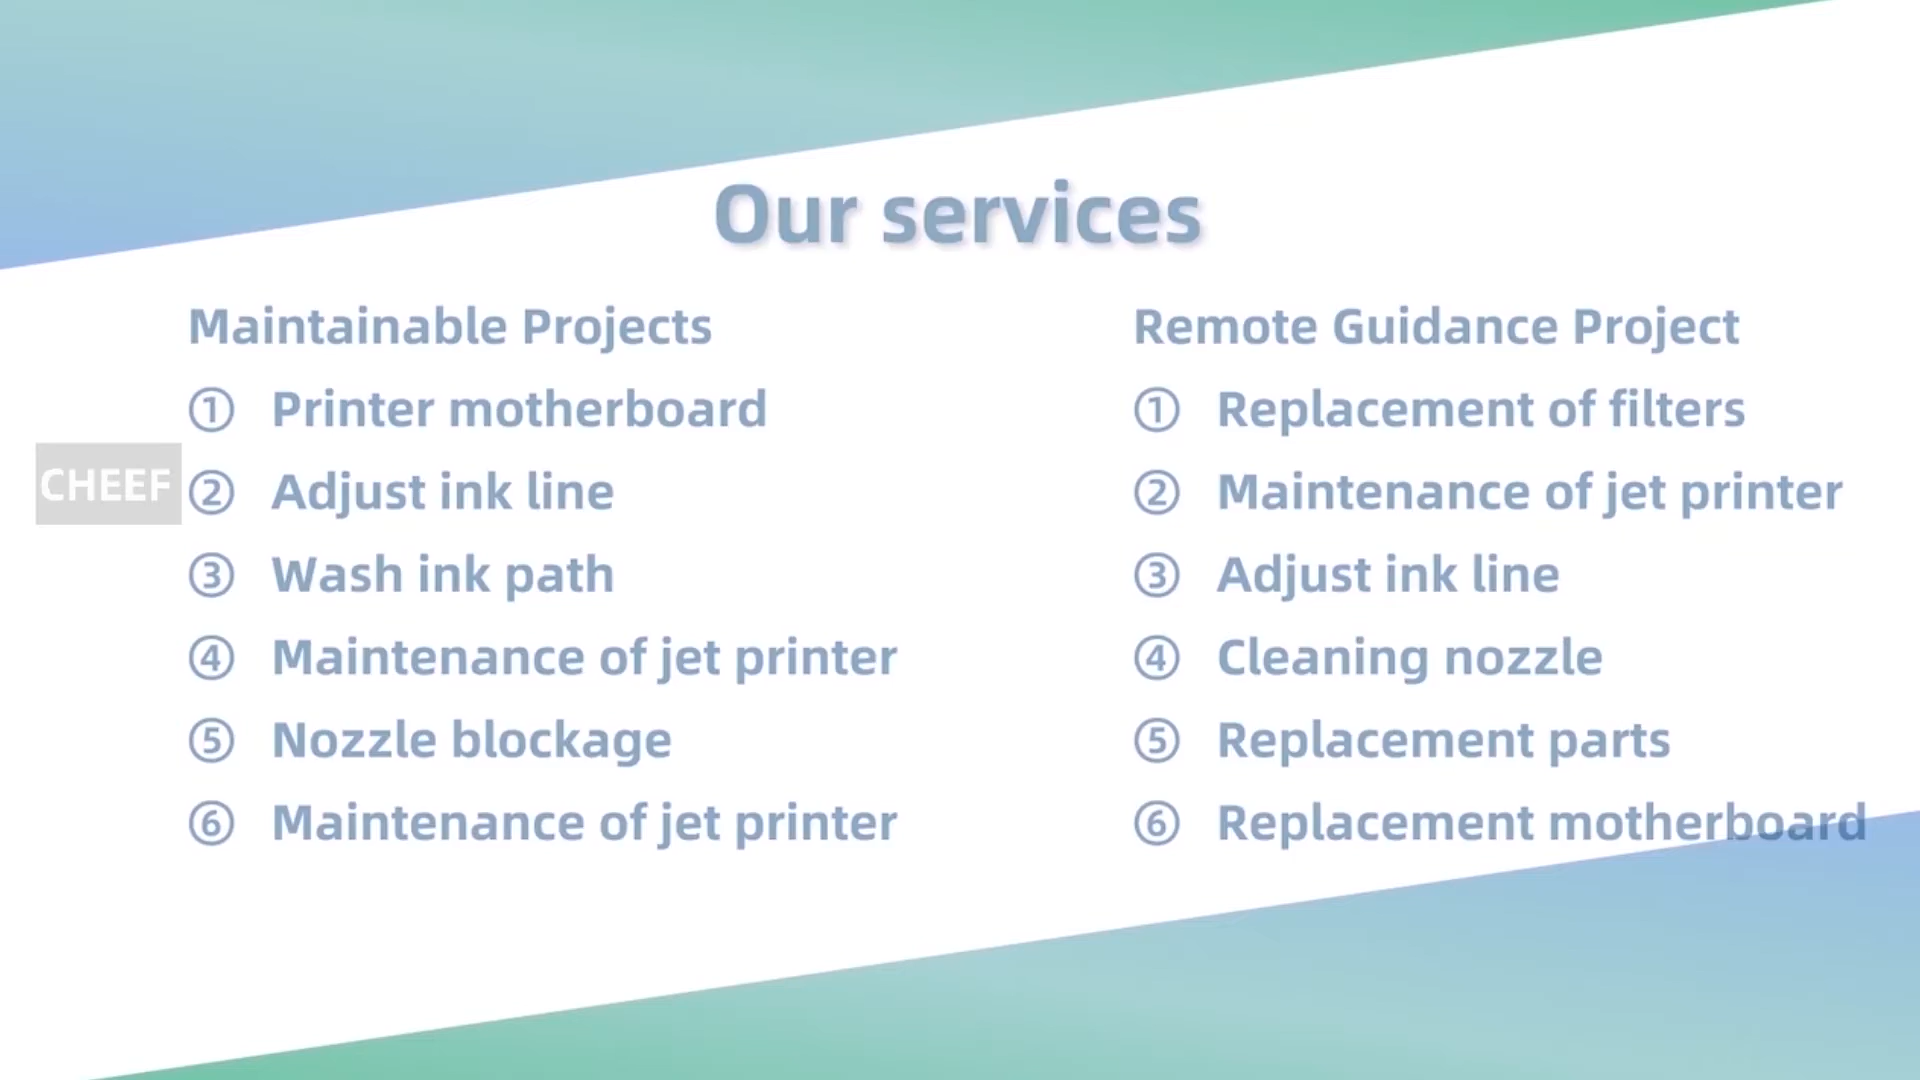 Our services
Maintainable Projects
① Printer motherboard
② Adjust ink line
③ Wash ink path
④ Maintenance of jet printer
⑤ Nozzle blockage
⑥ Maintenance of jet printer
Remote Guidance Project
① Replacement of filters
② Maintenance of jet printer
③ Adjust ink line
④ Cleaning nozzle
⑤ Replacement parts
⑥ Replacement motherboard
CHEEF